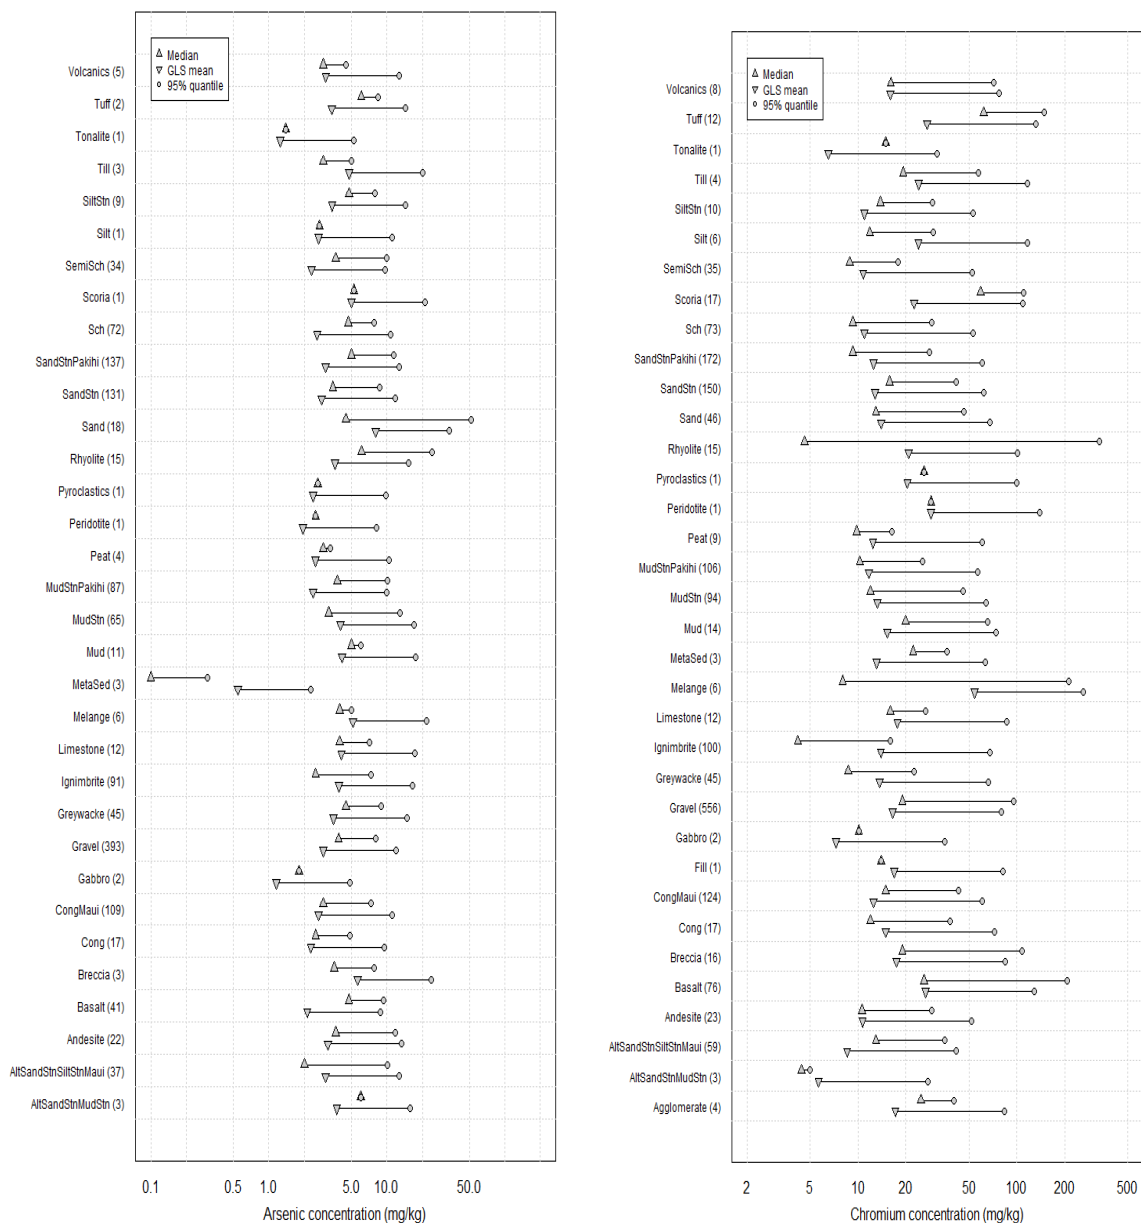 Median
GLS mean
95% quantile
Volcanics (5)
Tuff (2)
Tonalite (1)
Till (3)
SiltStn (9)
Silt (1)
SemiSch (34)
Scoria (1)
Sch (72)
SandStnPakihi (137)
SandStn (131)
Sand (18)
Rhyolite (15)
Pyroclastics (1)
Peridotite (1)
Peat (4)
MudStnPakihi (87)
MudStn (65)
Mud (11)
MetaSed (3)
Melange (6)
Limestone (12)
Ignimbrite (91)
Greywacke (45)
Gravel (393)
Gabbro (2)
CongMaui (109)
Cong (17)
Breccia (3)
Basalt (41)
Andesite (22)
AltSandStnSiltStnMaui (37)
AltSandStnMudStn (3)
0.1 0.5 1.0 5.0 10.0 50.0
Arsenic concentration (mg/kg)
Median
GLS mean
95% quantile
Volcanics (8)
Tuff (12)
Tonalite (1)
Till (4)
SiltStn (10)
Silt (6)
SemiSch (35)
Scoria (17)
Sch (73)
SandStnPakihi (172)
SandStn (150)
Sand (46)
Rhyolite (15)
Pyroclastics (1)
Peridotite (1)
Peat (9)
MudStnPakihi (106)
MudStn (94)
Mud (14)
MetaSed (3)
Melange (6)
Limestone (12)
Ignimbrite (100)
Greywacke (45)
Gravel (556)
Gabbro (2)
Fill (1)
CongMaui (124)
Cong (17)
Breccia (16)
Basalt (76)
Andesite (23)
AltSandStnSiltStnMaui (59)
AltSandStnMudStn (3)
Agglomerate (4)
2 5 10 20 50 100 200 500
Chromium concentration (mg/kg)